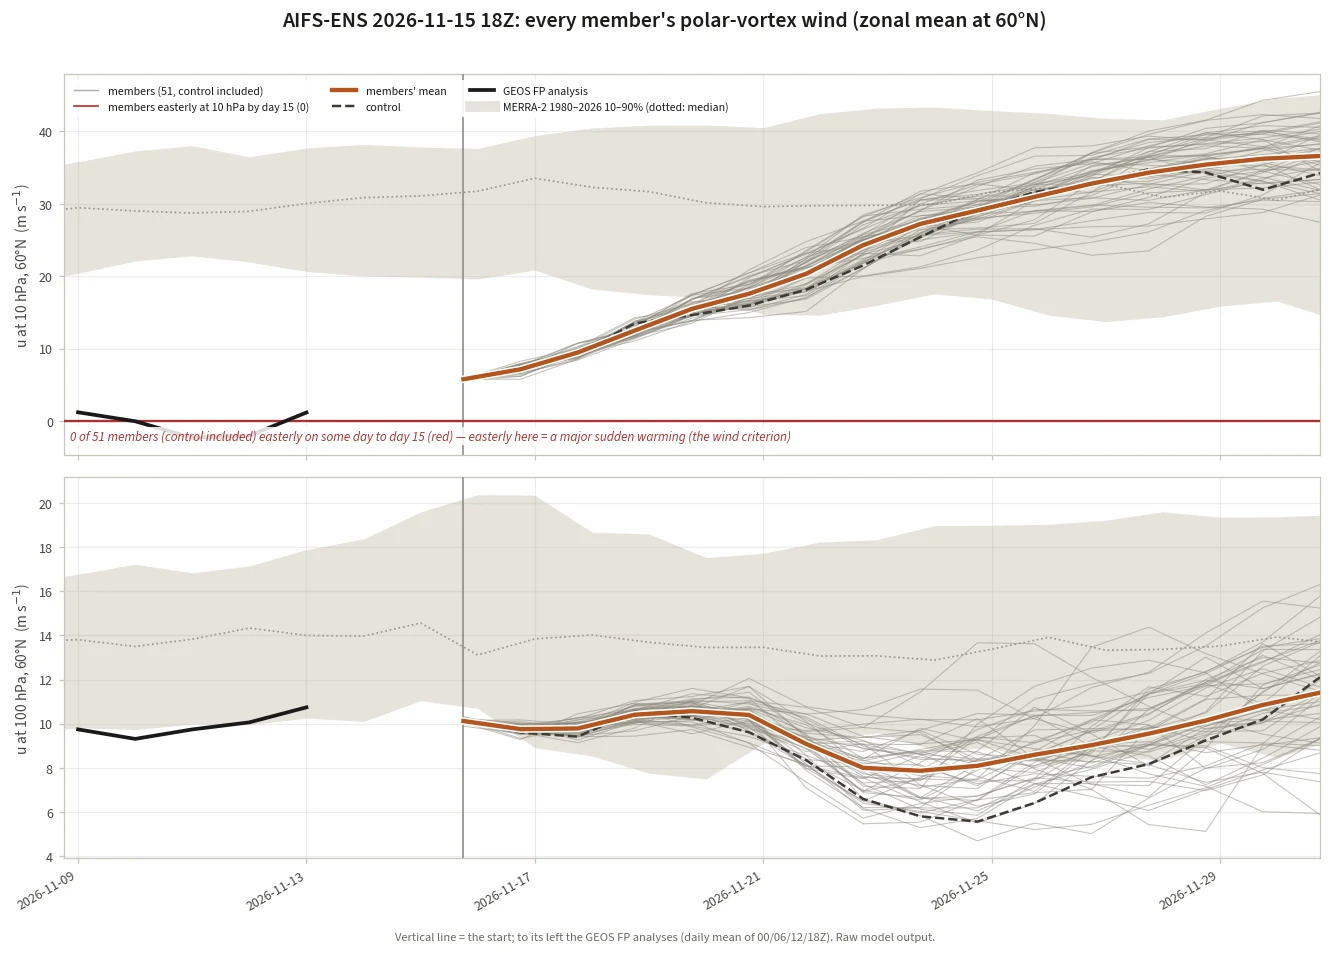 AIFS-ENS 2026-11-15 18Z: every member's polar-vortex wind (zonal mean at 60°N)
members (51, control included)
members easterly at 10 hPa by day 15 (0)
members' mean
control
GEOS FP analysis
MERRA-2 1980–2026 10–90% (dotted: median)
u at 10 hPa, 60°N (m s⁻¹)
40
30
20
10
0
0 of 51 members (control included) easterly on some day to day 15 (red) — easterly here = a major sudden warming (the wind criterion)
u at 100 hPa, 60°N (m s⁻¹)
20
18
16
14
12
10
8
6
4
2026-11-09
2026-11-13
2026-11-17
2026-11-21
2026-11-25
2026-11-29
Vertical line = the start; to its left the GEOS FP analyses (daily mean of 00/06/12/18Z). Raw model output.